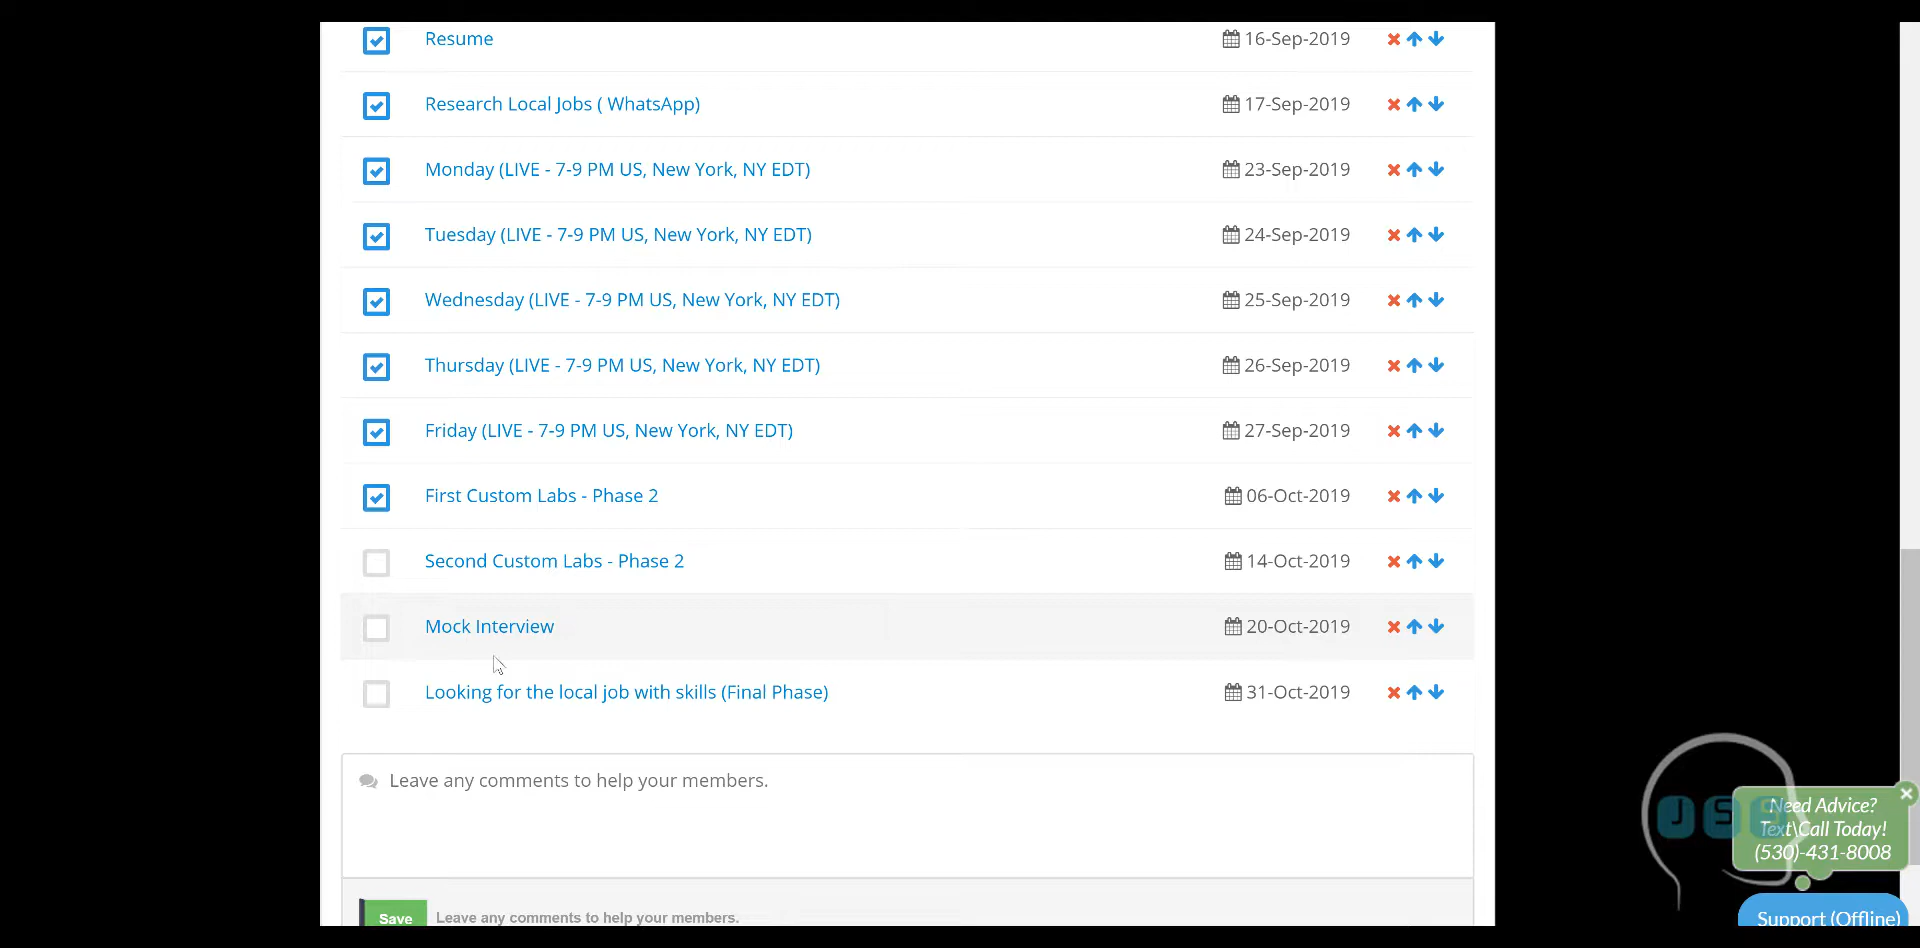 Resume 16-Sep-2019
Research Local Jobs ( WhatsApp) 17-Sep-2019
Monday (LIVE - 7-9 PM US, New York, NY EDT) 23-Sep-2019
Tuesday (LIVE - 7-9 PM US, New York, NY EDT) 24-Sep-2019
Wednesday (LIVE - 7-9 PM US, New York, NY EDT) 25-Sep-2019
Thursday (LIVE - 7-9 PM US, New York, NY EDT) 26-Sep-2019
Friday (LIVE - 7-9 PM US, New York, NY EDT) 27-Sep-2019
First Custom Labs - Phase 2 06-Oct-2019
Second Custom Labs - Phase 2 14-Oct-2019
Mock Interview 20-Oct-2019
Looking for the local job with skills (Final Phase) 31-Oct-2019
Leave any comments to help your members.
Save Leave any comments to help your members.
Need Advice?
Text\Call Today!
(530)-431-8008
Support (Offline)